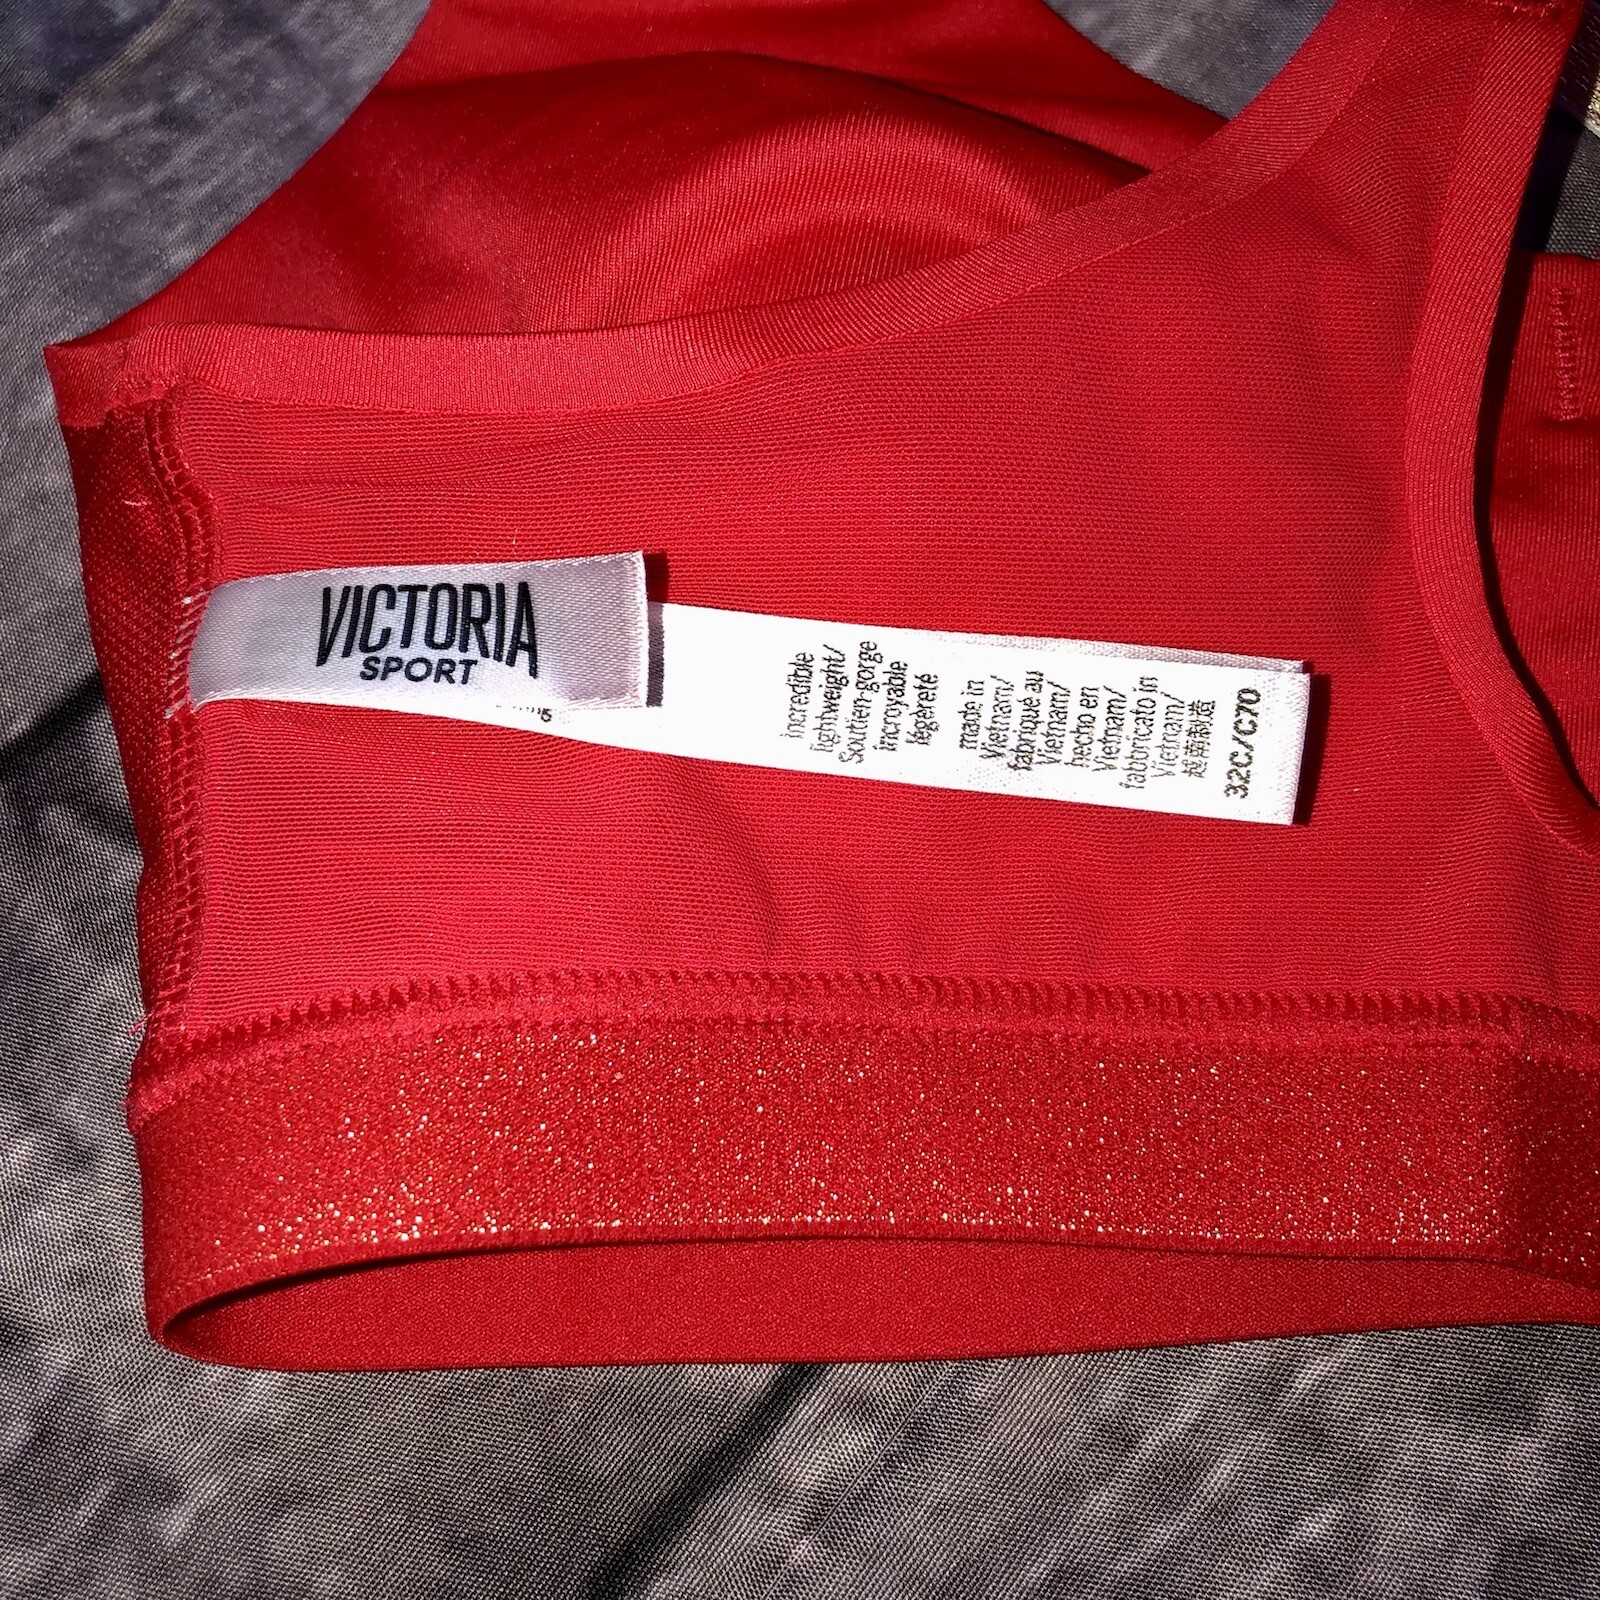 VICTORIA
SPORT
incredible
lightweight/
Soutien-gorge
incroyable
légereté
made in
Vietnam/
fabriqué au
Vietnam/
hecho en
Vietnam/
fabbricato in
Vietnam/
越南制造
32C/C70